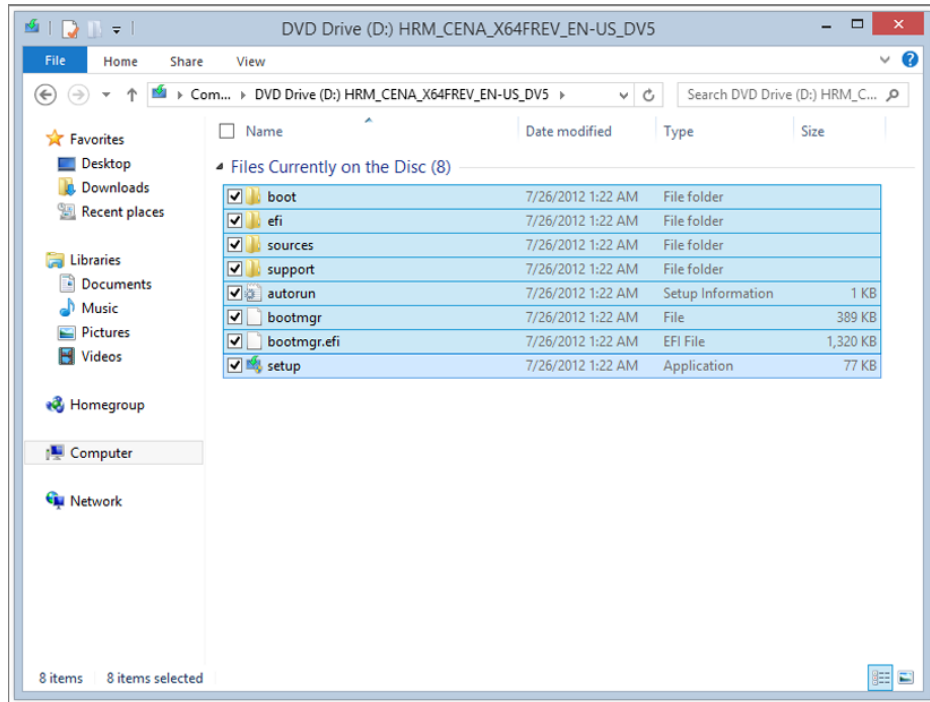 DVD Drive (D:) HRM_CENA_X64FREV_EN-US_DV5
File Home Share View
Com... DVD Drive (D:) HRM_CENA_X64FREV_EN-US_DV5 Search DVD Drive (D:) HRM_C...
Name Date modified Type Size
Favorites
Desktop
Downloads
Recent places
Libraries
Documents
Music
Pictures
Videos
Homegroup
Computer
Network
Files Currently on the Disc (8)
boot 7/26/2012 1:22 AM File folder
efi 7/26/2012 1:22 AM File folder
sources 7/26/2012 1:22 AM File folder
support 7/26/2012 1:22 AM File folder
autorun 7/26/2012 1:22 AM Setup Information 1 KB
bootmgr 7/26/2012 1:22 AM File 389 KB
bootmgr.efi 7/26/2012 1:22 AM EFI File 1,320 KB
setup 7/26/2012 1:22 AM Application 77 KB
8 items 8 items selected